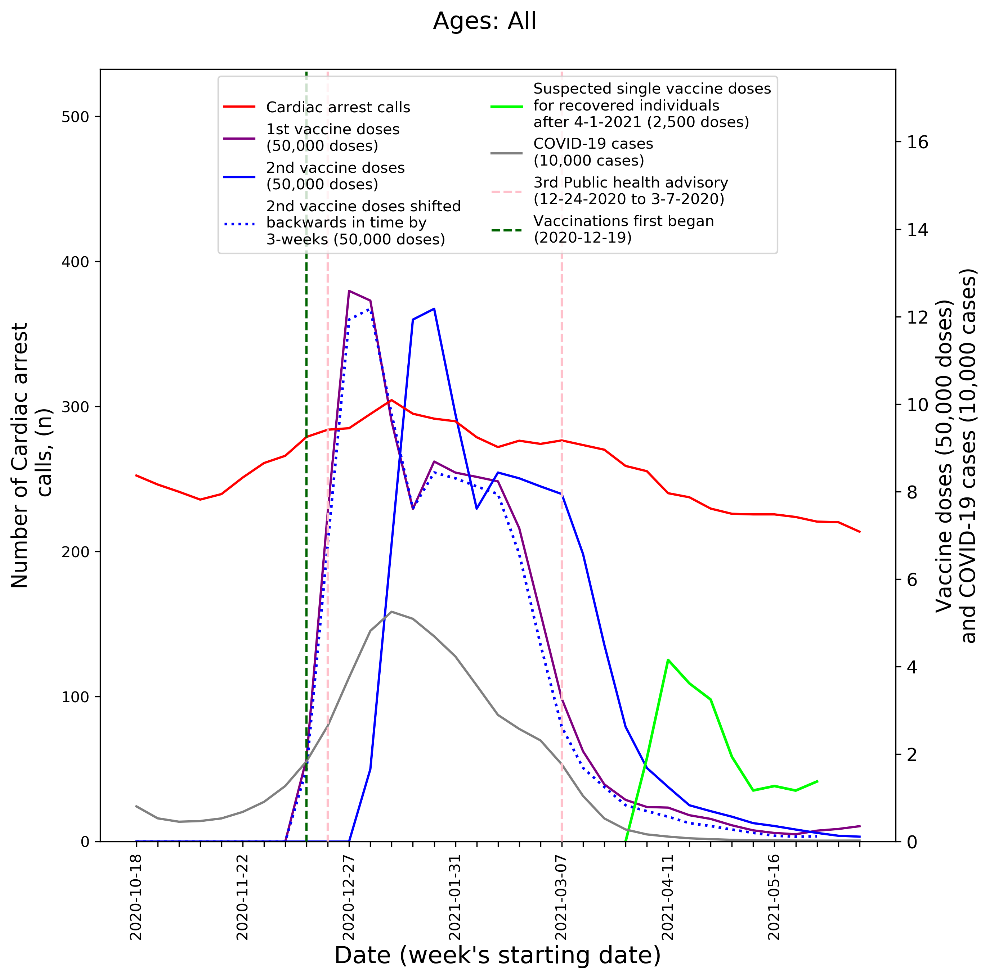 Ages: All
Cardiac arrest calls
1st vaccine doses
(50,000 doses)
2nd vaccine doses
(50,000 doses)
2nd vaccine doses shifted
backwards in time by
3-weeks (50,000 doses)
Suspected single vaccine doses
for recovered individuals
after 4-1-2021 (2,500 doses)
COVID-19 cases
(10,000 cases)
3rd Public health advisory
(12-24-2020 to 3-7-2020)
Vaccinations first began
(2020-12-19)
Number of Cardiac arrest
calls, (n)
500
400
300
200
100
0
16
14
12
10
8
6
4
2
0
Vaccine doses (50,000 doses)
and COVID-19 cases (10,000 cases)
2020-10-18
2020-11-22
2020-12-27
2021-01-31
2021-03-07
2021-04-11
2021-05-16
Date (week's starting date)